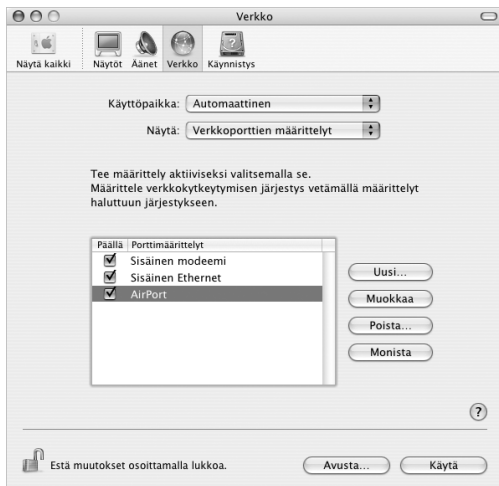 Verkko
Näytä kaikki Näytöt Äänet Verkko Käynnistys
Käyttöpaikka: Automaattinen
Näytä: Verkkoporttien määrittelyt
Tee määrittely aktiiviseksi valitsemalla se.
Määrittele verkkokytkeytymisen järjestys vetämällä määrittelyt
haluttuun järjestykseen.
Päällä Porttimäärittelyt
Sisäinen modeemi
Sisäinen Ethernet
AirPort
Uusi...
Muokkaa
Poista...
Monista
?
Estä muutokset osoittamalla lukkoa. Avusta... Käytä